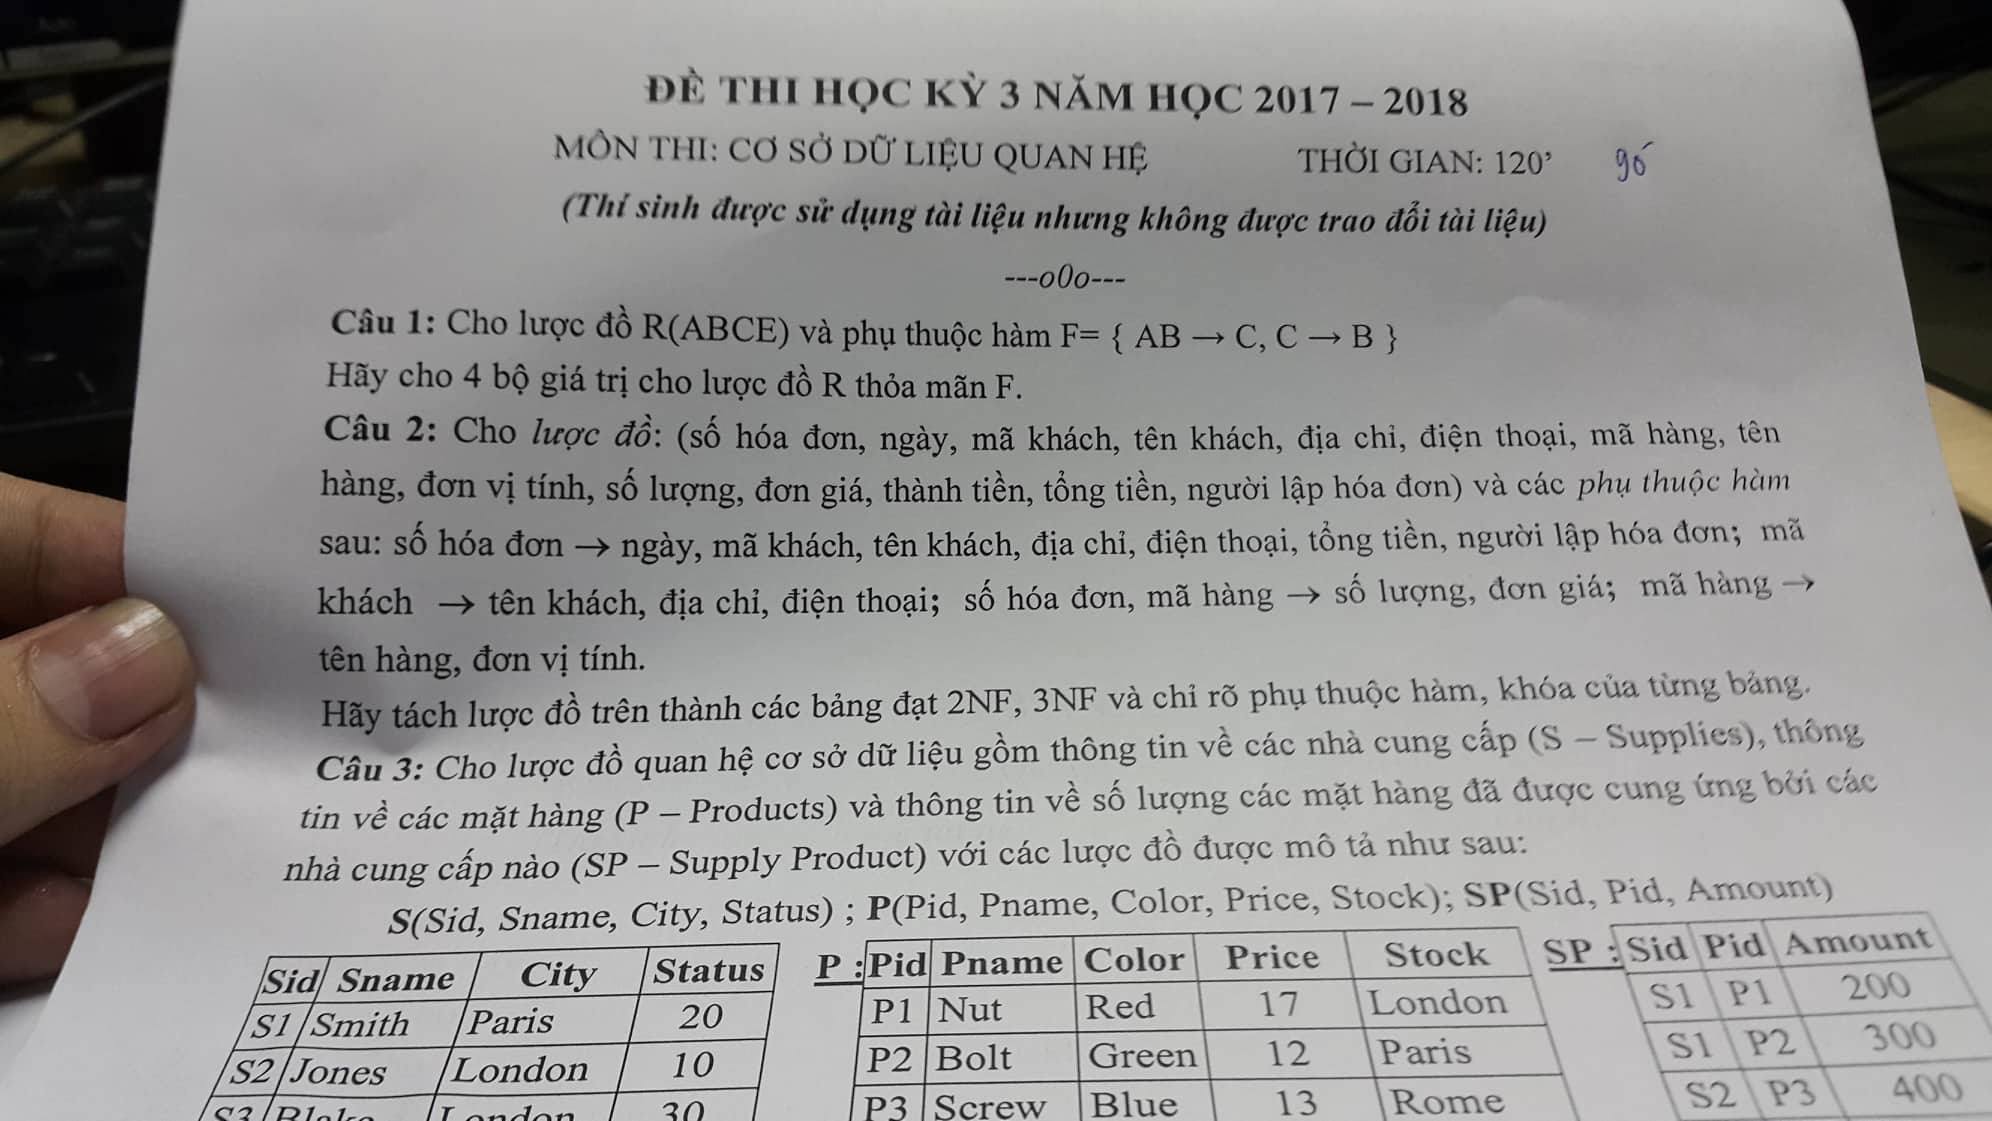 ĐỀ THI HỌC KỲ 3 NĂM HỌC 2017 – 2018
MÔN THI: CƠ SỞ DỮ LIỆU QUAN HỆ THỜI GIAN: 120’ 90'
(Thí sinh được sử dụng tài liệu nhưng không được trao đổi tài liệu)
---o0o---
Câu 1: Cho lược đồ R(ABCE) và phụ thuộc hàm F= { AB → C, C → B }
Hãy cho 4 bộ giá trị cho lược đồ R thỏa mãn F.
Câu 2: Cho lược đồ: (số hóa đơn, ngày, mã khách, tên khách, địa chỉ, điện thoại, mã hàng, tên
hàng, đơn vị tính, số lượng, đơn giá, thành tiền, tổng tiền, người lập hóa đơn) và các phụ thuộc hàm
sau: số hóa đơn → ngày, mã khách, tên khách, địa chỉ, điện thoại, tổng tiền, người lập hóa đơn; mã
khách → tên khách, địa chỉ, điện thoại; số hóa đơn, mã hàng → số lượng, đơn giá; mã hàng →
tên hàng, đơn vị tính.
Hãy tách lược đồ trên thành các bảng đạt 2NF, 3NF và chỉ rõ phụ thuộc hàm, khóa của từng bảng.
Câu 3: Cho lược đồ quan hệ cơ sở dữ liệu gồm thông tin về các nhà cung cấp (S – Supplies), thông
tin về các mặt hàng (P – Products) và thông tin về số lượng các mặt hàng đã được cung ứng bởi các
nhà cung cấp nào (SP – Supply Product) với các lược đồ được mô tả như sau:
S(Sid, Sname, City, Status) ; P(Pid, Pname, Color, Price, Stock); SP(Sid, Pid, Amount)
Sid Sname City Status P : Pid Pname Color Price Stock SP : Sid Pid Amount
S1 Smith Paris 20 P1 Nut Red 17 London S1 P1 200
S2 Jones London 10 P2 Bolt Green 12 Paris S1 P2 300
S3 London 30 P3 Screw Blue 13 Rome S2 P3 400